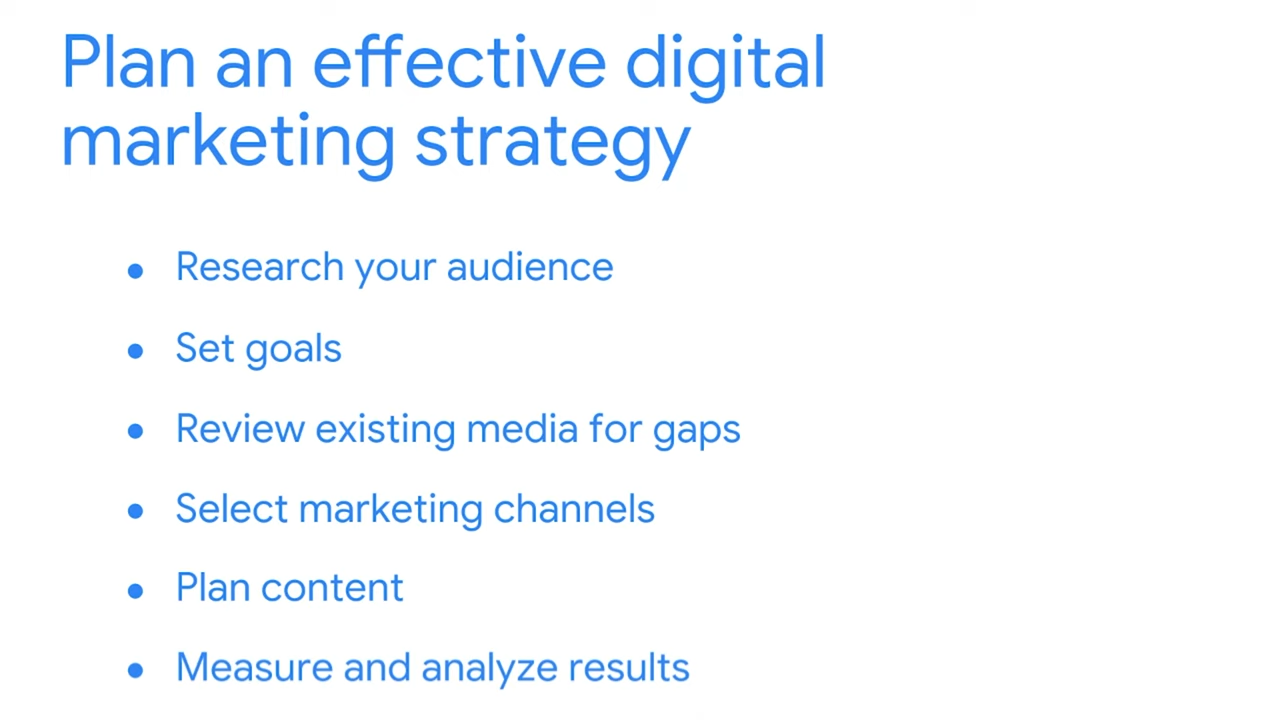 Plan an effective digital
marketing strategy
• Research your audience
• Set goals
• Review existing media for gaps
• Select marketing channels
• Plan content
• Measure and analyze results